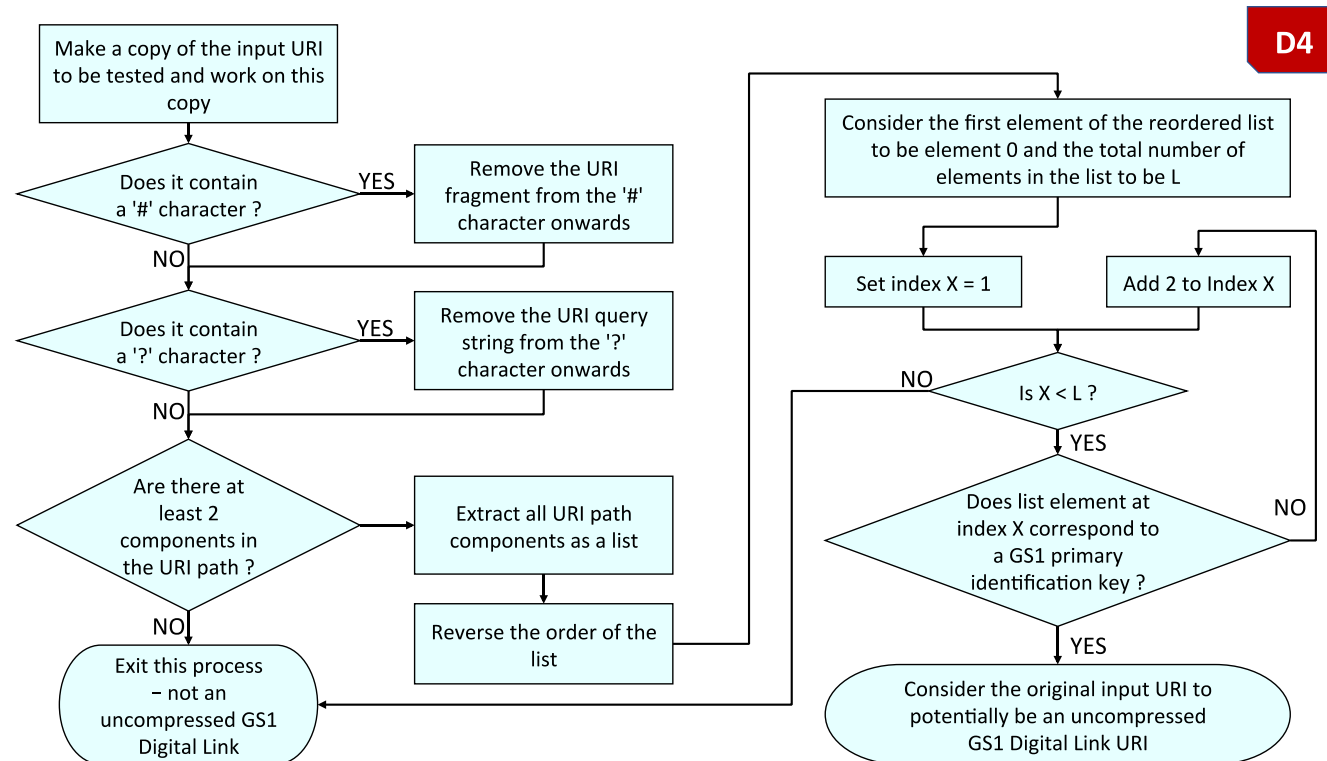 D4
Make a copy of the input URI
to be tested and work on this
copy
Does it contain
a '#' character ?
YES
Remove the URI
fragment from the '#'
character onwards
NO
Does it contain
a '?' character ?
YES
Remove the URI query
string from the '?'
character onwards
NO
Are there at
least 2
components in
the URI path ?
Extract all URI path
components as a list
Reverse the order of the
list
NO
Exit this process
– not an
uncompressed GS1
Digital Link
Consider the first element of the reordered list
to be element 0 and the total number of
elements in the list to be L
Set index X = 1
Add 2 to Index X
NO
Is X < L ?
YES
Does list element at
index X correspond to
a GS1 primary
identification key ?
NO
YES
Consider the original input URI to
potentially be an uncompressed
GS1 Digital Link URI